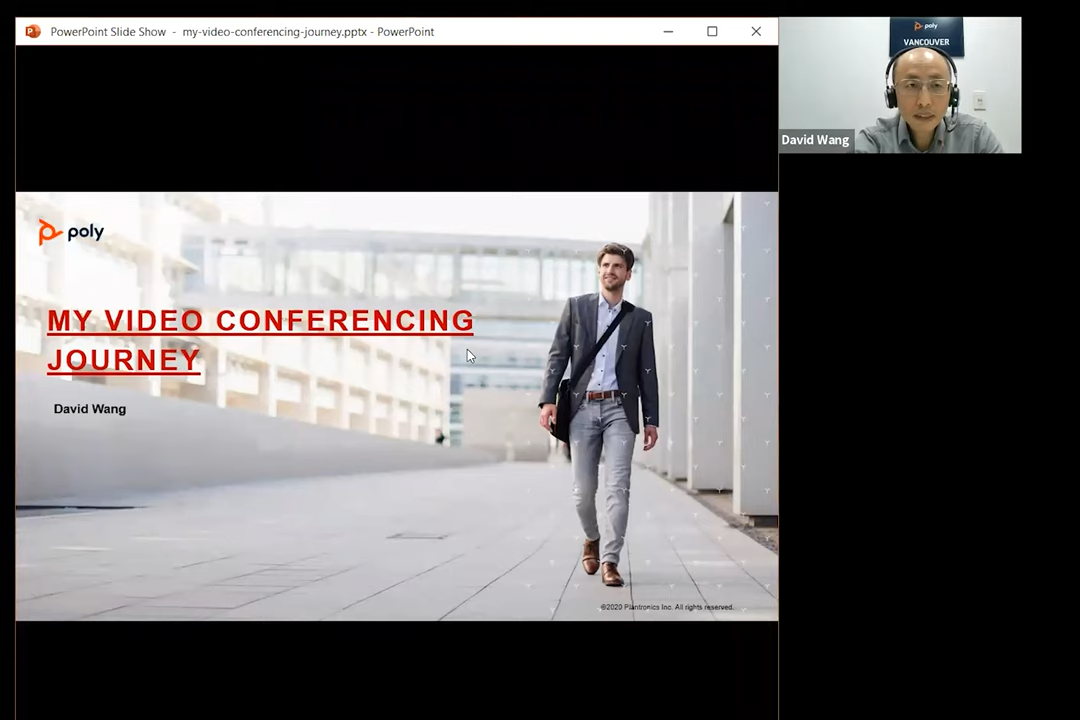 PowerPoint Slide Show - my-video-conferencing-journey.pptx - PowerPoint
poly
VANCOUVER
David Wang
poly
MY VIDEO CONFERENCING
JOURNEY
David Wang
©2020 Plantronics Inc. All rights reserved.